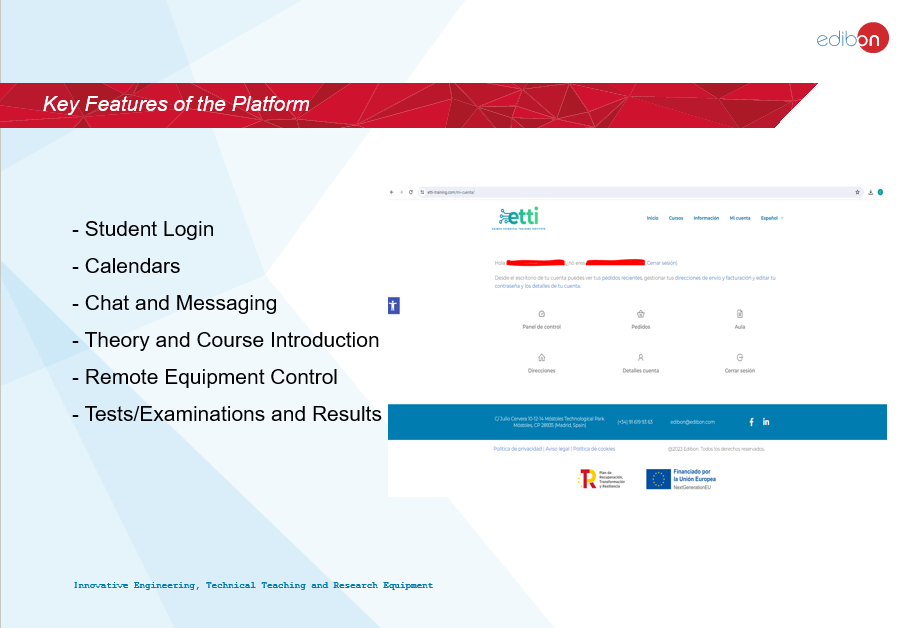 edibon
Key Features of the Platform
- Student Login
- Calendars
- Chat and Messaging
- Theory and Course Introduction
- Remote Equipment Control
- Tests/Examinations and Results
etti-training.com/mi-cuenta/
etti
EDIBON TECHNICAL TEACHING INSTITUTE
Inicio Cursos Información Mi cuenta Español
Hola ¿no eres Cerrar sesión)
Desde el escritorio de tu cuenta puedes ver tus pedidos recientes, gestionar tus direcciones de envío y facturación y editar tu
contraseña y los detalles de tu cuenta.
Panel de control Pedidos Aula
Direcciones Detalles cuenta Cerrar sesión
C/ Julio Cervera 10-12-14 Móstoles Technological Park.
Móstoles, CP 28935 (Madrid, Spain)
(+34) 91 619 93 63
edibon@edibon.com
f in
Política de privacidad | Aviso legal | Política de cookies
@2023 Edibon. Todos los derechos reservados.
Plan de
Recuperación,
Transformación
y Resiliencia
Financiado por
la Unión Europea
NextGenerationEU
Innovative Engineering, Technical Teaching and Research Equipment